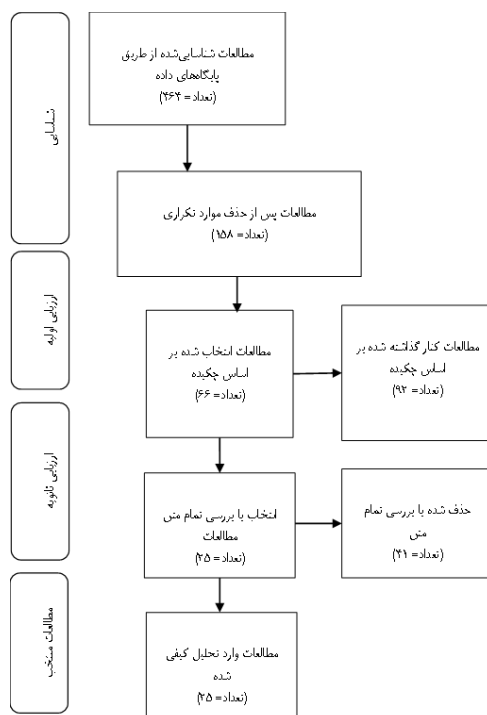 شناسایی
مطالعات شناسایی‌شده از طریق
پایگاه‌های داده
(تعداد= ۴۶۴)
مطالعات پس از حذف موارد تکراری
(تعداد= ۱۵۸)
ارزیابی اولیه
مطالعات انتخاب شده بر
اساس چکیده
(تعداد= ۶۶)
مطالعات کنار گذاشته شده بر
اساس چکیده
(تعداد= ۹۲)
ارزیابی ثانویه
انتخاب با بررسی تمام متن
مطالعات
(تعداد= ۲۵)
حذف شده با بررسی تمام
متن
(تعداد= ۴۱)
مطالعات منتخب
مطالعات وارد تحلیل کیفی
شده
(تعداد= ۲۵)